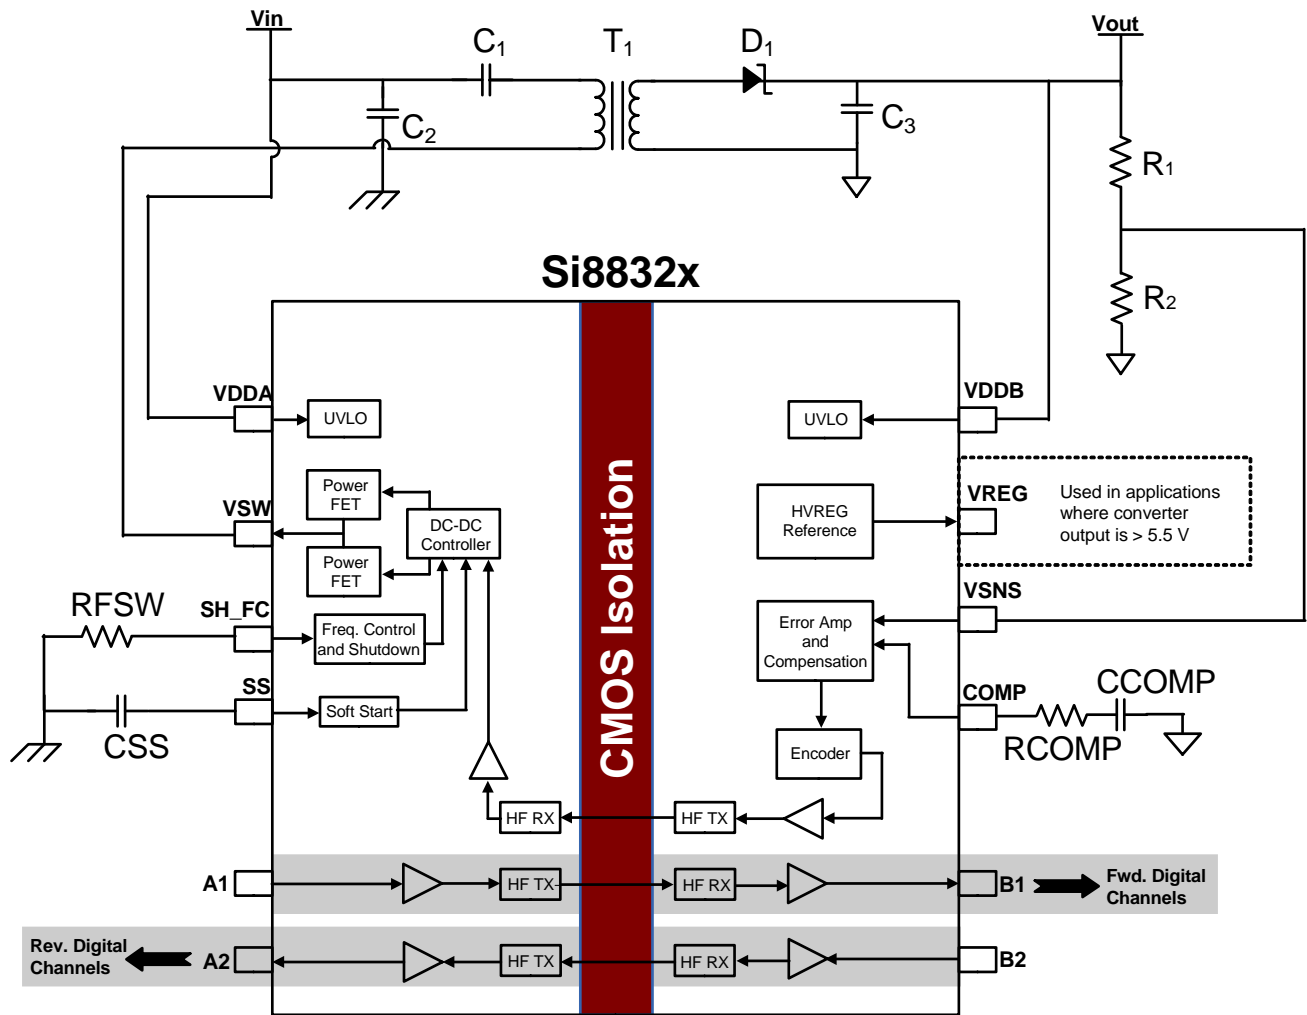 Vin
C1
T1
D1
Vout
C2
C3
R1
R2
Si8832x
VDDA
UVLO
UVLO
VDDB
VSW
Power
FET
Power
FET
DC-DC
Controller
HVREG
Reference
VREG
Used in applications
where converter
output is > 5.5 V
RFSW
SH_FC
Freq. Control
and Shutdown
CMOS Isolation
Error Amp
and
Compensation
VSNS
SS
Soft Start
CSS
COMP
CCOMP
RCOMP
Encoder
HF RX
HF TX
A1
HF TX
HF RX
B1
Fwd. Digital
Channels
Rev. Digital
Channels
A2
HF TX
HF RX
B2